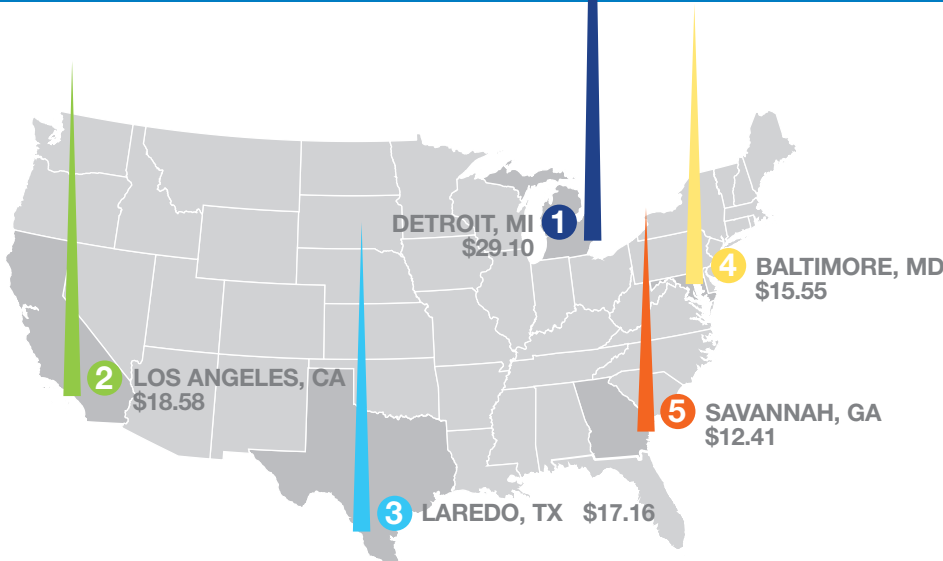 1
DETROIT, MI
$29.10
4
BALTIMORE, MD
$15.55
2
LOS ANGELES, CA
$18.58
5
SAVANNAH, GA
$12.41
3
LAREDO, TX $17.16